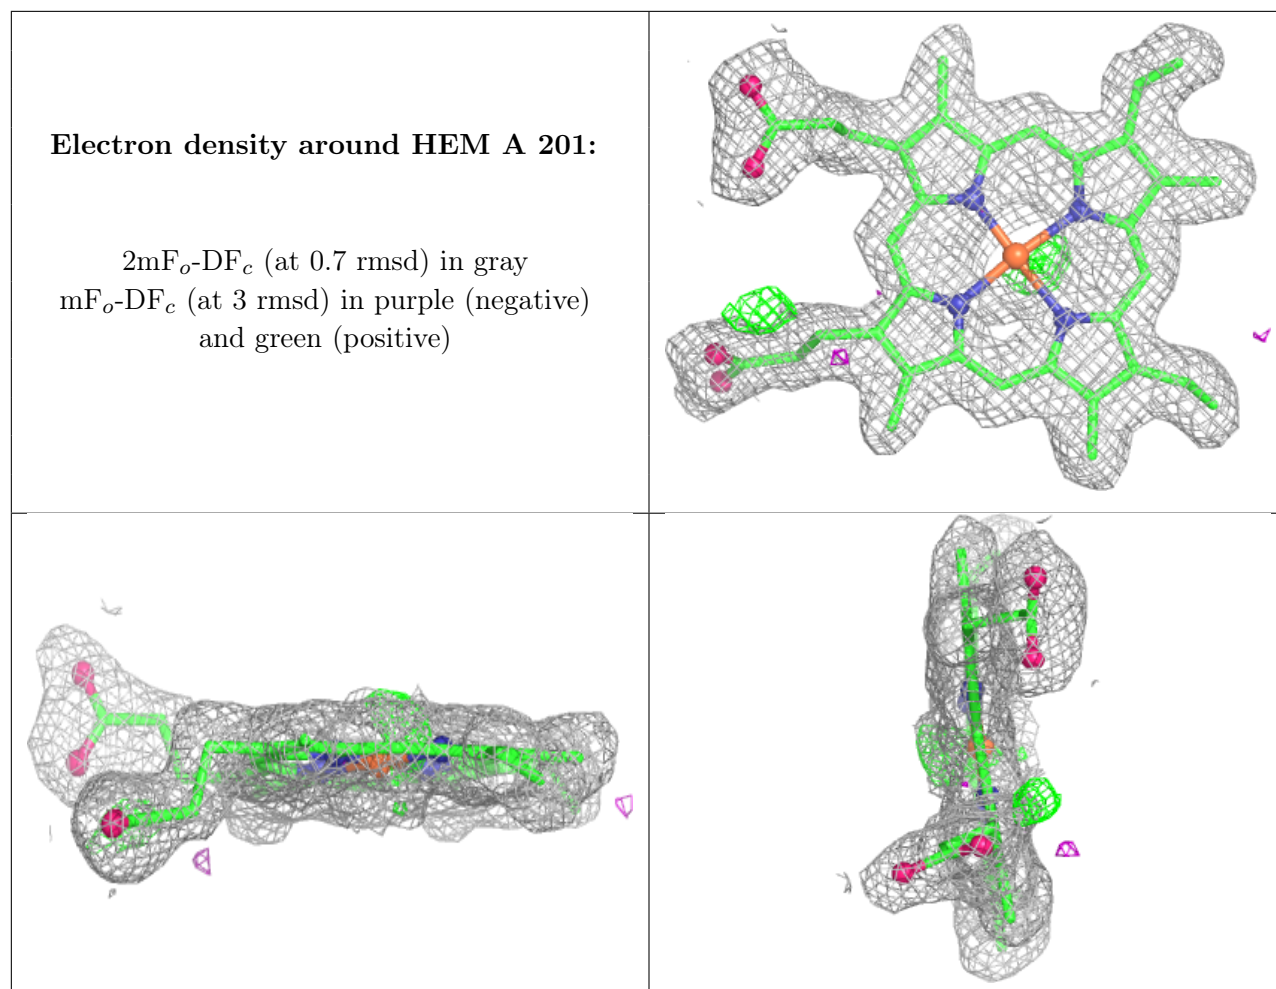 Electron density around HEM A 201:
2mFo-DFc (at 0.7 rmsd) in gray
mFo-DFc (at 3 rmsd) in purple (negative)
and green (positive)